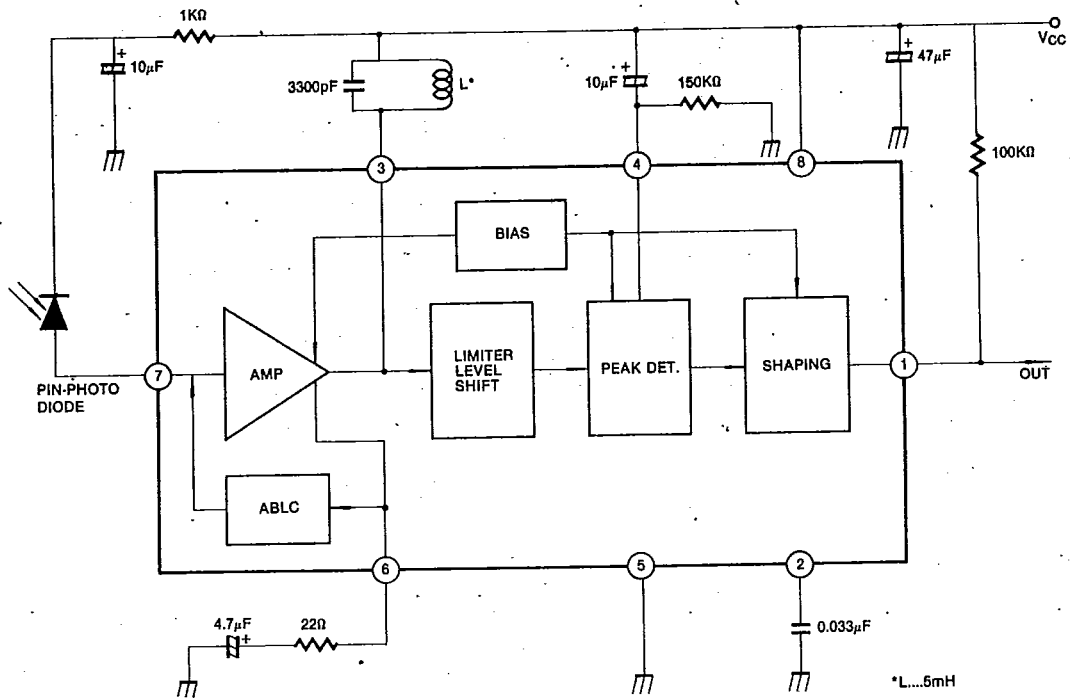 1KΩ
VCC
10μF
3300pF
L*
10μF
150KΩ
47μF
100KΩ
3
4
8
BIAS
AMP
LIMITER
LEVEL
SHIFT
PEAK DET.
SHAPING
7
1
PIN-PHOTO
DIODE
OUT
ABLC
6
5
2
4.7μF
22Ω
0.033μF
*L....5mH